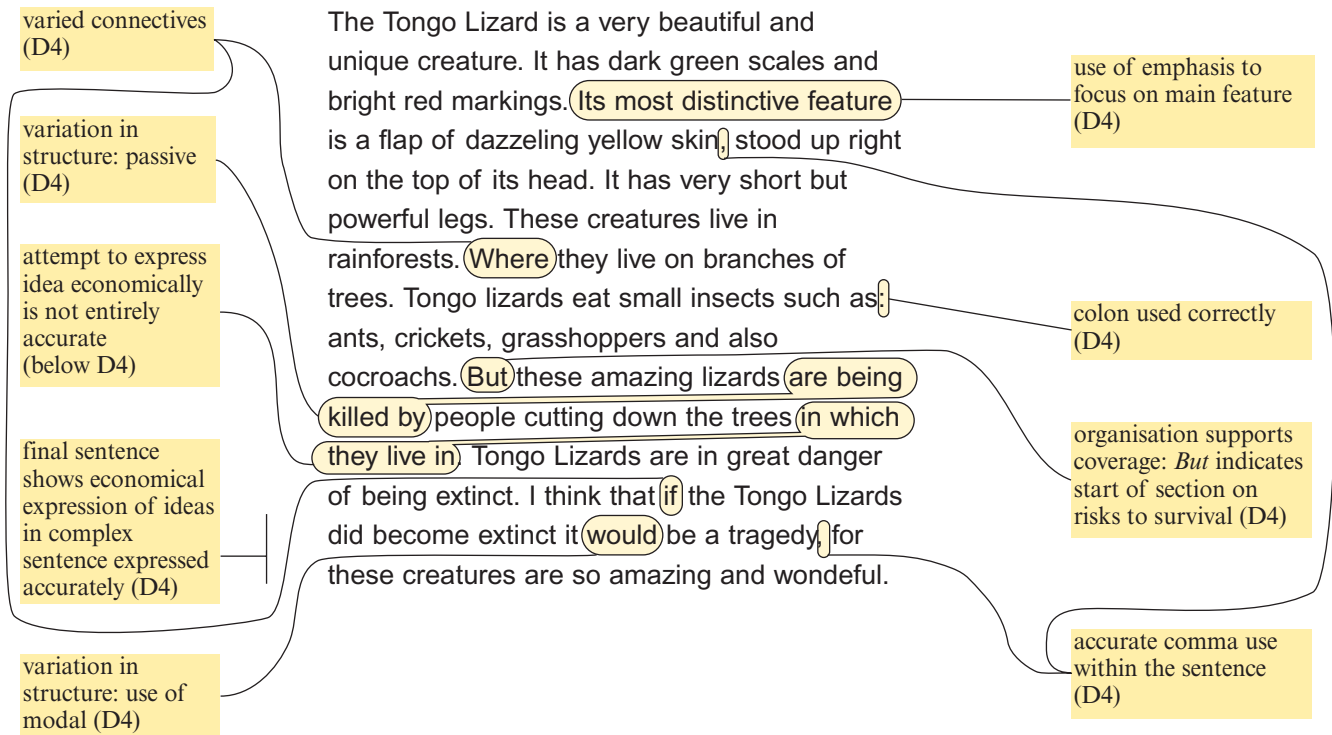 varied connectives
(D4)
variation in
structure: passive
(D4)
attempt to express
idea economically
is not entirely
accurate
(below D4)
final sentence
shows economical
expression of ideas
in complex
sentence expressed
accurately (D4)
variation in
structure: use of
modal (D4)
The Tongo Lizard is a very beautiful and
unique creature. It has dark green scales and
bright red markings. Its most distinctive feature
is a flap of dazzeling yellow skin, stood up right
on the top of its head. It has very short but
powerful legs. These creatures live in
rainforests. Where they live on branches of
trees. Tongo lizards eat small insects such as:
ants, crickets, grasshoppers and also
cocroachs. But these amazing lizards are being
killed by people cutting down the trees in which
they live in. Tongo Lizards are in great danger
of being extinct. I think that if the Tongo Lizards
did become extinct it would be a tragedy, for
these creatures are so amazing and wondeful.
use of emphasis to
focus on main feature
(D4)
colon used correctly
(D4)
organisation supports
coverage: But indicates
start of section on
risks to survival (D4)
accurate comma use
within the sentence
(D4)